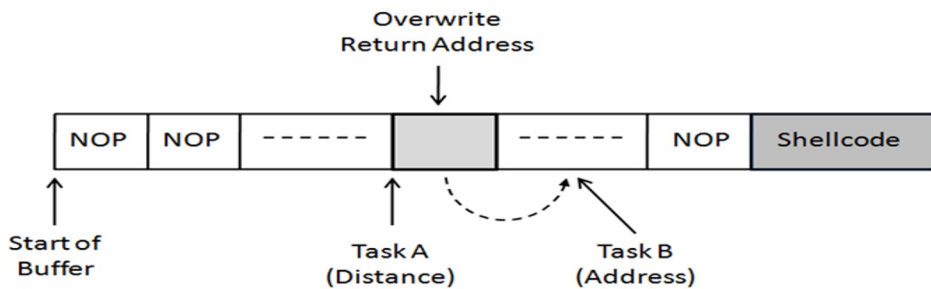 Overwrite
Return Address
NOP NOP ------ ------ NOP Shellcode
Start of
Buffer
Task A
(Distance)
Task B
(Address)